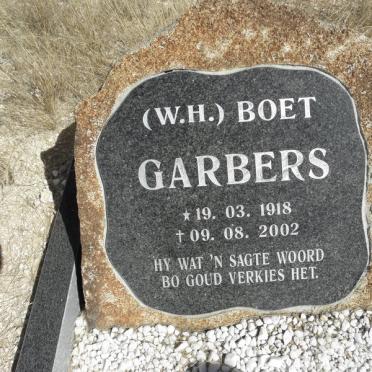 (W.H.) BOET
GARBERS
★ 19. 03. 1918
† 09. 08. 2002
HY WAT 'N SAGTE WOORD
BO GOUD VERKIES HET.